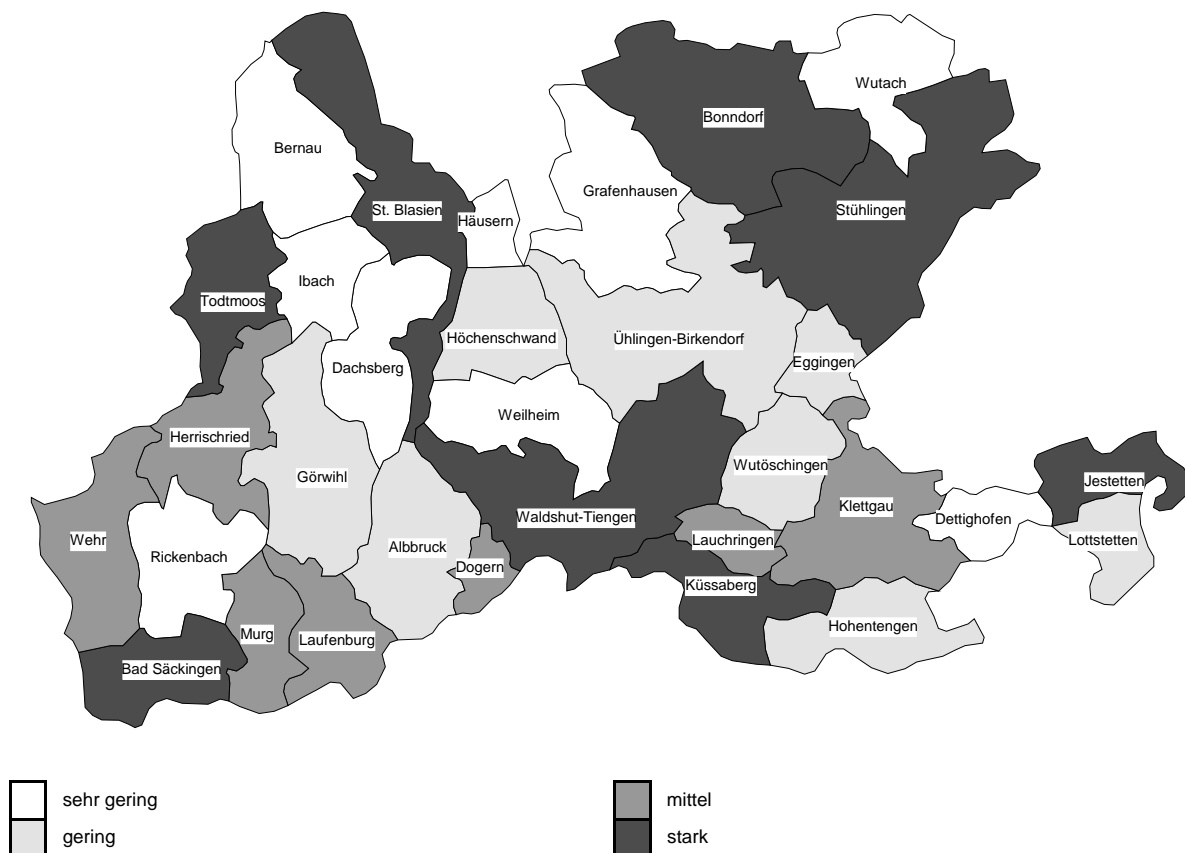 Wutach
Bonndorf
Bernau
Grafenhausen
St. Blasien
Häusern
Stühlingen
Ibach
Todtmoos
Höchenschwand
Ühlingen-Birkendorf
Eggingen
Dachsberg
Weilheim
Herrischried
Wutöschingen
Görwihl
Jestetten
Klettgau
Waldshut-Tiengen
Dettighofen
Wehr
Lauchringen
Lottstetten
Albbruck
Rickenbach
Dogern
Küssaberg
Hohentengen
Murg
Laufenburg
Bad Säckingen
sehr gering
mittel
gering
stark